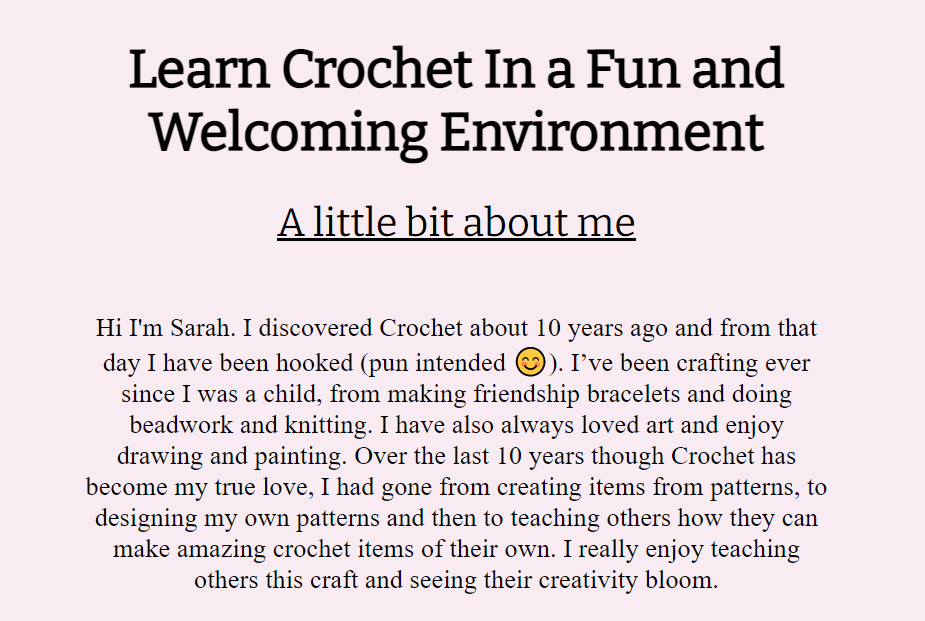 Learn Crochet In a Fun and
Welcoming Environment
A little bit about me
Hi I'm Sarah. I discovered Crochet about 10 years ago and from that
day I have been hooked (pun intended 😊). I’ve been crafting ever
since I was a child, from making friendship bracelets and doing
beadwork and knitting. I have also always loved art and enjoy
drawing and painting. Over the last 10 years though Crochet has
become my true love, I had gone from creating items from patterns, to
designing my own patterns and then to teaching others how they can
make amazing crochet items of their own. I really enjoy teaching
others this craft and seeing their creativity bloom.